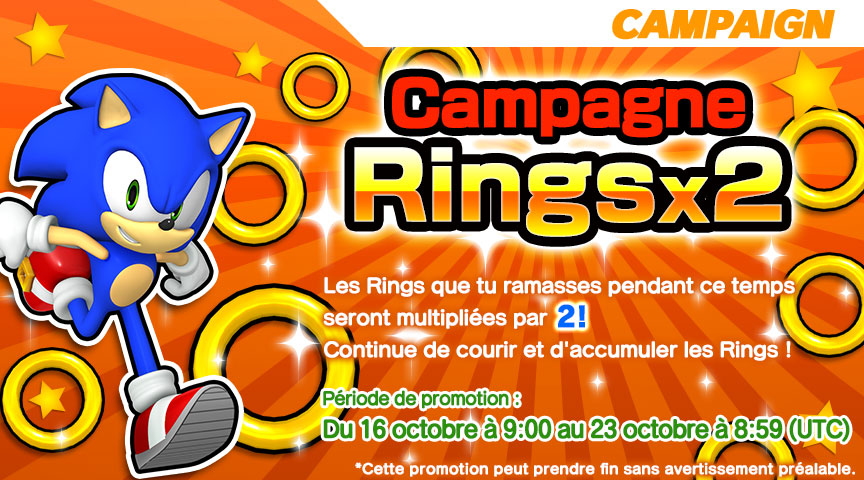 CAMPAIGN
Campagne
Ringsx2
Les Rings que tu ramasses pendant ce temps
seront multipliées par 2!
Continue de courir et d'accumuler les Rings !
Période de promotion :
Du 16 octobre à 9:00 au 23 octobre à 8:59 (UTC)
*Cette promotion peut prendre fin sans avertissement préalable.